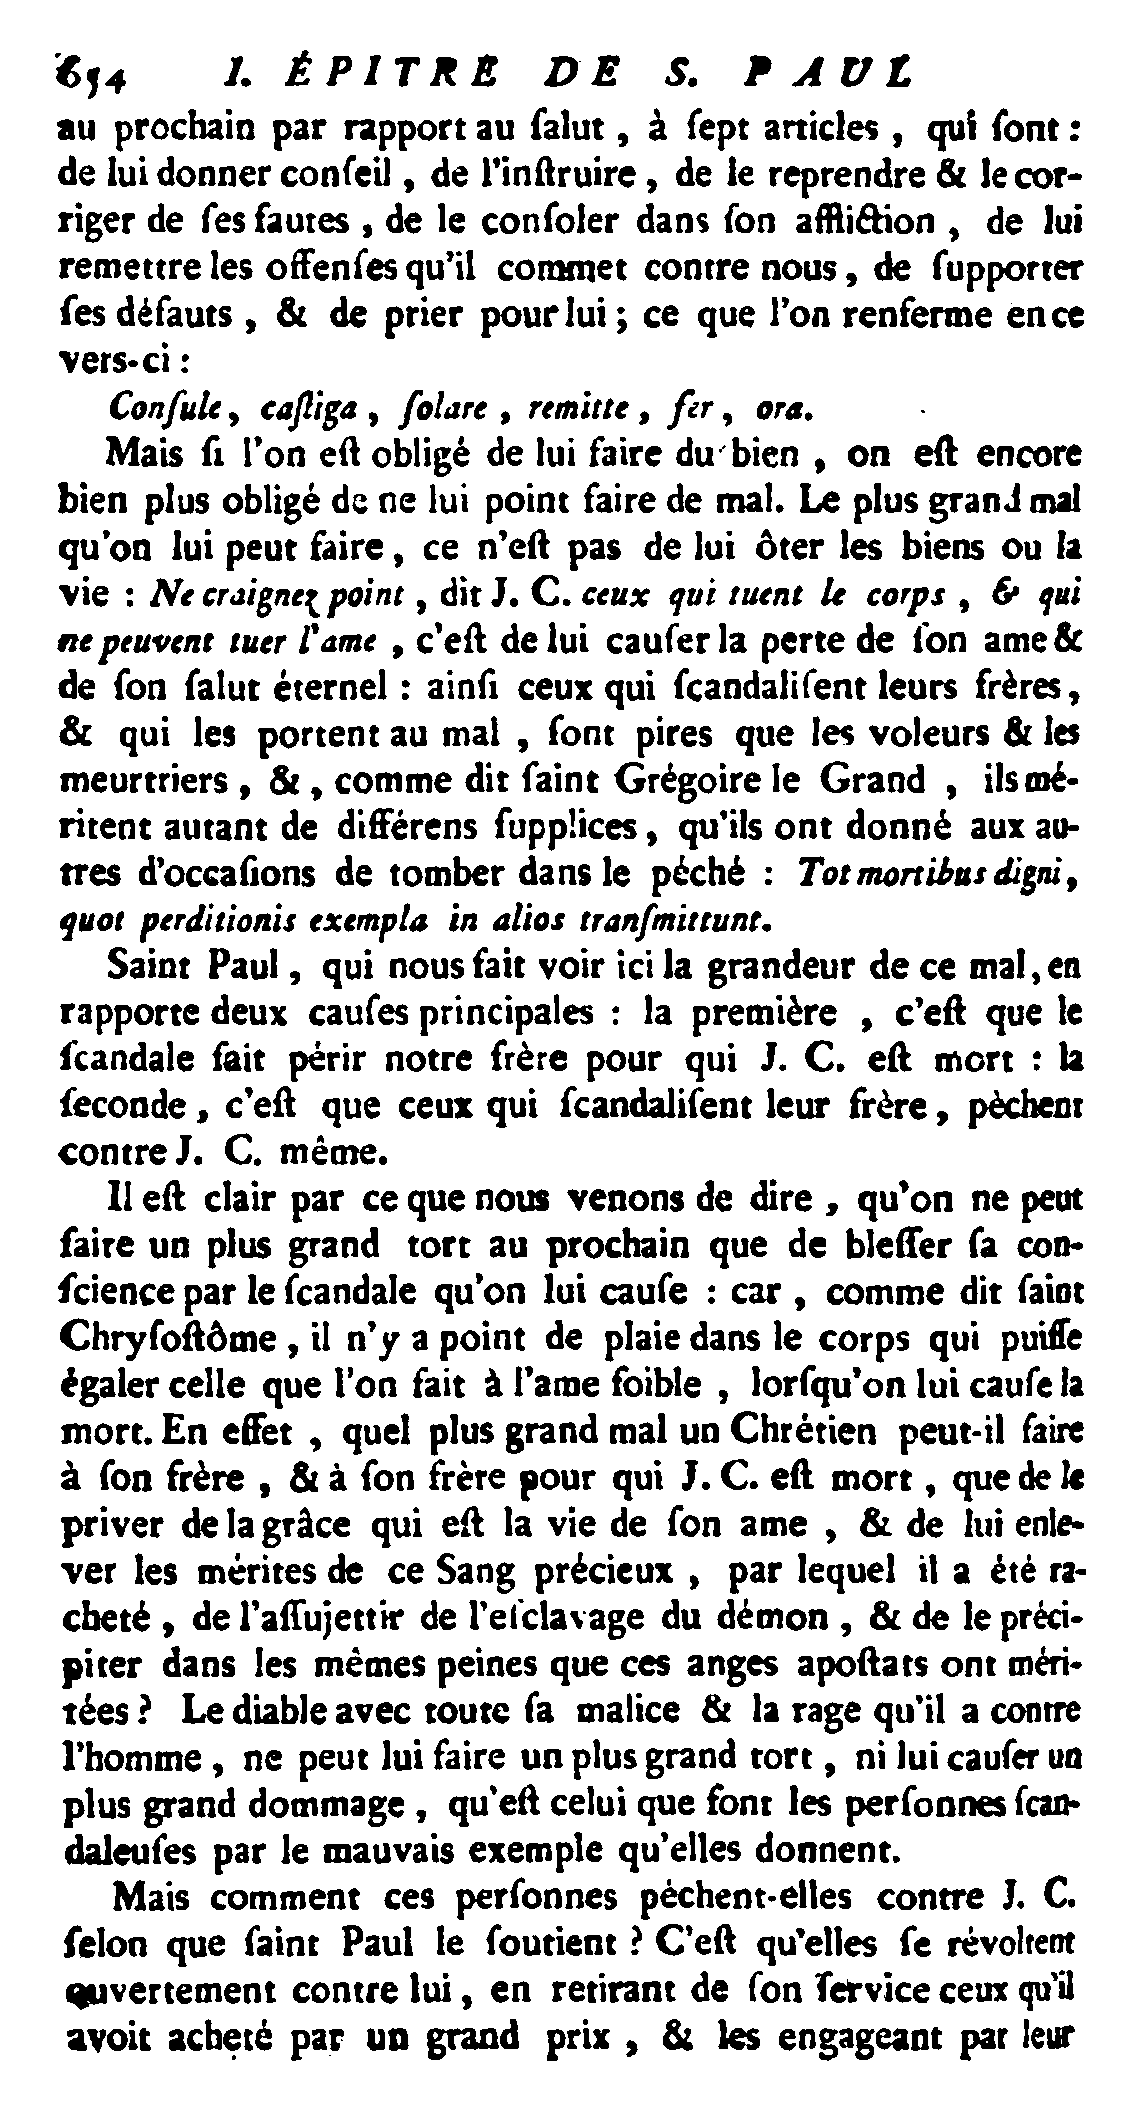 654 I. ÉPITRE DE S. PAUL
au prochain par rapport au ſalut, à ſept articles, qui ſont :
de lui donner conſeil, de l'inſtruire, de le reprendre & le cor-
riger de ſes fautes, de le conſoler dans ſon affliction, de lui
remettre les offenſes qu'il commet contre nous, de ſupporter
ſes défauts, & de prier pour lui ; ce que l'on renferme en ce
vers-ci :
Conſule, caſtiga, ſolare, remitte, fer, ora.
Mais ſi l'on eſt obligé de lui faire du bien, on eſt encore
bien plus obligé de ne lui point faire de mal. Le plus grand mal
qu'on lui peut faire, ce n'eſt pas de lui ôter les biens ou la
vie : Ne craignez point, dit J. C. ceux qui tuent le corps, & qui
ne peuvent tuer l'ame, c'eſt de lui cauſer la perte de ſon ame &
de ſon ſalut éternel : ainſi ceux qui ſcandaliſent leurs frères,
& qui les portent au mal, ſont pires que les voleurs & les
meurtriers, &, comme dit ſaint Grégoire le Grand, ils mé-
ritent autant de différens ſupplices, qu'ils ont donné aux au-
tres d'occaſions de tomber dans le péché : Tot mortibus digni,
quot perditionis exempla in alios tranſmittunt.
Saint Paul, qui nous fait voir ici la grandeur de ce mal, en
rapporte deux cauſes principales : la première, c'eſt que le
ſcandale fait périr notre frère pour qui J. C. eſt mort : la
ſeconde, c'eſt que ceux qui ſcandaliſent leur frère, pèchent
contre J. C. même.
Il eſt clair par ce que nous venons de dire, qu'on ne peut
faire un plus grand tort au prochain que de bleſſer ſa con-
ſcience par le ſcandale qu'on lui cauſe : car, comme dit ſaint
Chryſoſtôme, il n'y a point de plaie dans le corps qui puiſſe
égaler celle que l'on fait à l'ame foible, lorſqu'on lui cauſe la
mort. En effet, quel plus grand mal un Chrétien peut-il faire
à ſon frère, & à ſon frère pour qui J. C. eſt mort, que de le
priver de la grâce qui eſt la vie de ſon ame, & de lui enle-
ver les mérites de ce Sang précieux, par lequel il a été ra-
cheté, de l'aſſujettir de l'eſclavage du démon, & de le préci-
piter dans les mêmes peines que ces anges apoſtats ont méri-
tées ? Le diable avec toute ſa malice & la rage qu'il a contre
l'homme, ne peut lui faire un plus grand tort, ni lui cauſer un
plus grand dommage, qu'eſt celui que font les perſonnes ſcan-
daleuſes par le mauvais exemple qu'elles donnent.
Mais comment ces perſonnes péchent-elles contre J. C.
ſelon que ſaint Paul le ſoutient ? C'eſt qu'elles ſe révoltent
ouvertement contre lui, en retirant de ſon ſervice ceux qu'il
avoit acheté par un grand prix, & les engageant par leur